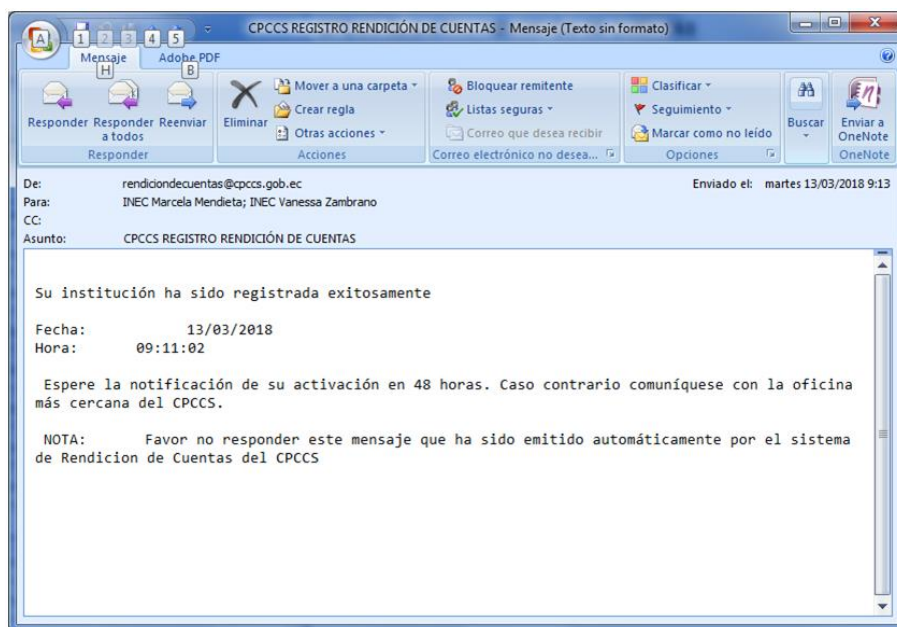 CPCCS REGISTRO RENDICIÓN DE CUENTAS - Mensaje (Texto sin formato)
A 1 2 3 4 5
Mensaje Adobe PDF
H B
Responder Responder a todos Reenviar
Eliminar
Mover a una carpeta
Crear regla
Otras acciones
Bloquear remitente
Listas seguras
Correo que desea recibir
Clasificar
Seguimiento
Marcar como no leído
Buscar
Enviar a OneNote
Responder Acciones Correo electrónico no desea... Opciones OneNote
De: rendiciondecuentas@cpccs.gob.ec Enviado el: martes 13/03/2018 9:13
Para: INEC Marcela Mendieta; INEC Vanessa Zambrano
CC:
Asunto: CPCCS REGISTRO RENDICIÓN DE CUENTAS
Su institución ha sido registrada exitosamente
Fecha: 13/03/2018
Hora: 09:11:02
Espere la notificación de su activación en 48 horas. Caso contrario comuníquese con la oficina
más cercana del CPCCS.
NOTA: Favor no responder este mensaje que ha sido emitido automáticamente por el sistema
de Rendicion de Cuentas del CPCCS